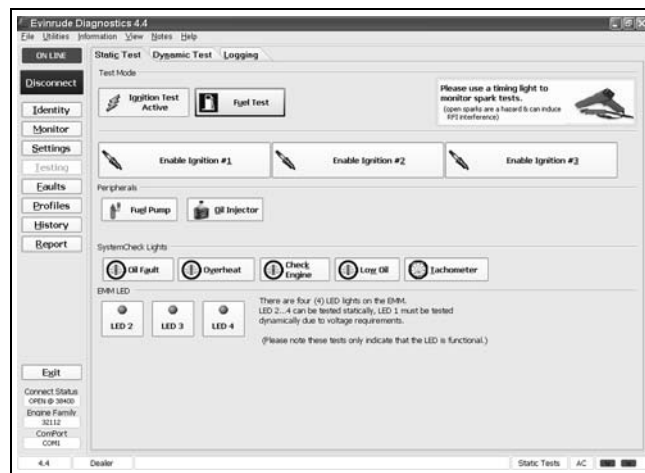 Evinrude Diagnostics 4.4
File Utilities Information View Notes Help
ON LINE
Static Test Dynamic Test Logging
Test Mode
Disconnect
Ignition Test
Active
Fuel Test
Please use a timing light to
monitor spark tests.
(open sparks are a hazard & can induce
RFI interference)
Identity
Monitor
Settings
Testing
Faults
Profiles
History
Report
Enable Ignition #1
Enable Ignition #2
Enable Ignition #3
Peripherals
Fuel Pump
Oil Injector
SystemCheck Lights
Oil Fault
Overheat
Check
Engine
Low Oil
Tachometer
EMM LED
LED 2
LED 3
LED 4
There are four (4) LED lights on the EMM.
LED 2...4 can be tested statically, LED 1 must be tested
dynamically due to voltage requirements.
(Please note these tests only indicate that the LED is functional.)
Exit
Connect Status
OPEN @ 38400
Engine Family
32112
ComPort
COM1
4.4 Dealer Static Tests AC